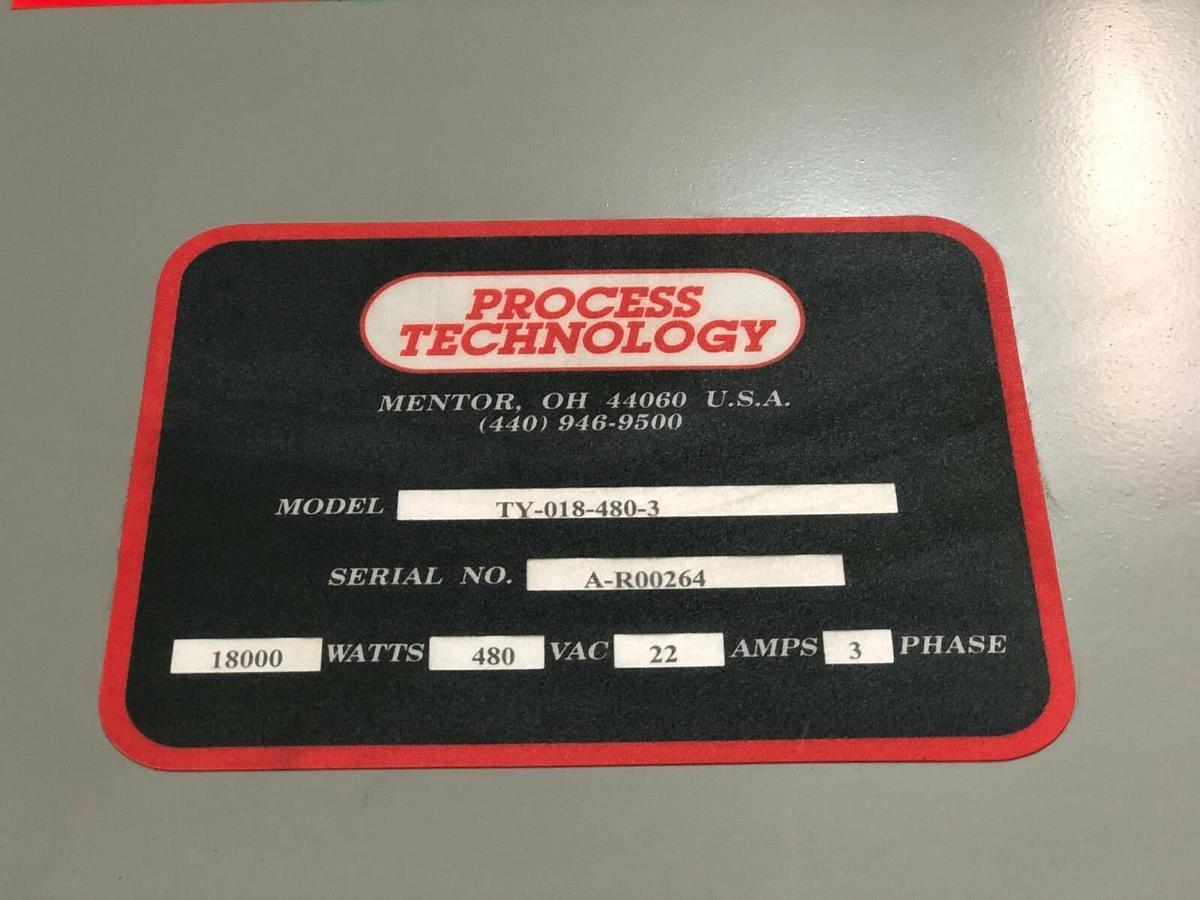 PROCESS
TECHNOLOGY
MENTOR, OH 44060 U.S.A.
(440) 946-9500
MODEL TY-018-480-3
SERIAL NO. A-R00264
18000 WATTS 480 VAC 22 AMPS 3 PHASE